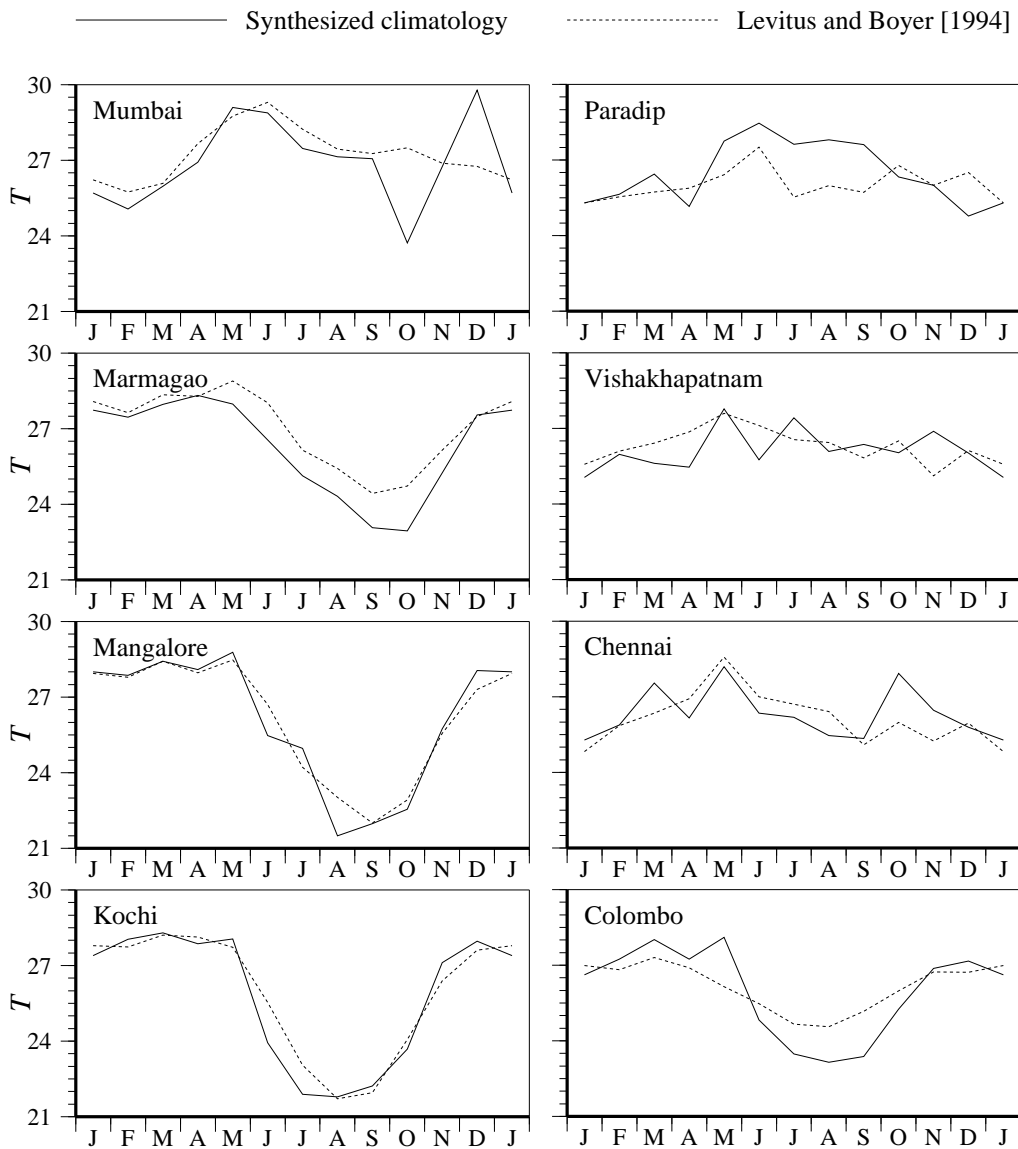 Synthesized climatology
Levitus and Boyer [1994]
Mumbai
T
30
27
24
21
J F M A M J J A S O N D J
Paradip
J F M A M J J A S O N D J
Marmagao
T
30
27
24
21
J F M A M J J A S O N D J
Vishakhapatnam
J F M A M J J A S O N D J
Mangalore
T
30
27
24
21
J F M A M J J A S O N D J
Chennai
J F M A M J J A S O N D J
Kochi
T
30
27
24
21
J F M A M J J A S O N D J
Colombo
J F M A M J J A S O N D J